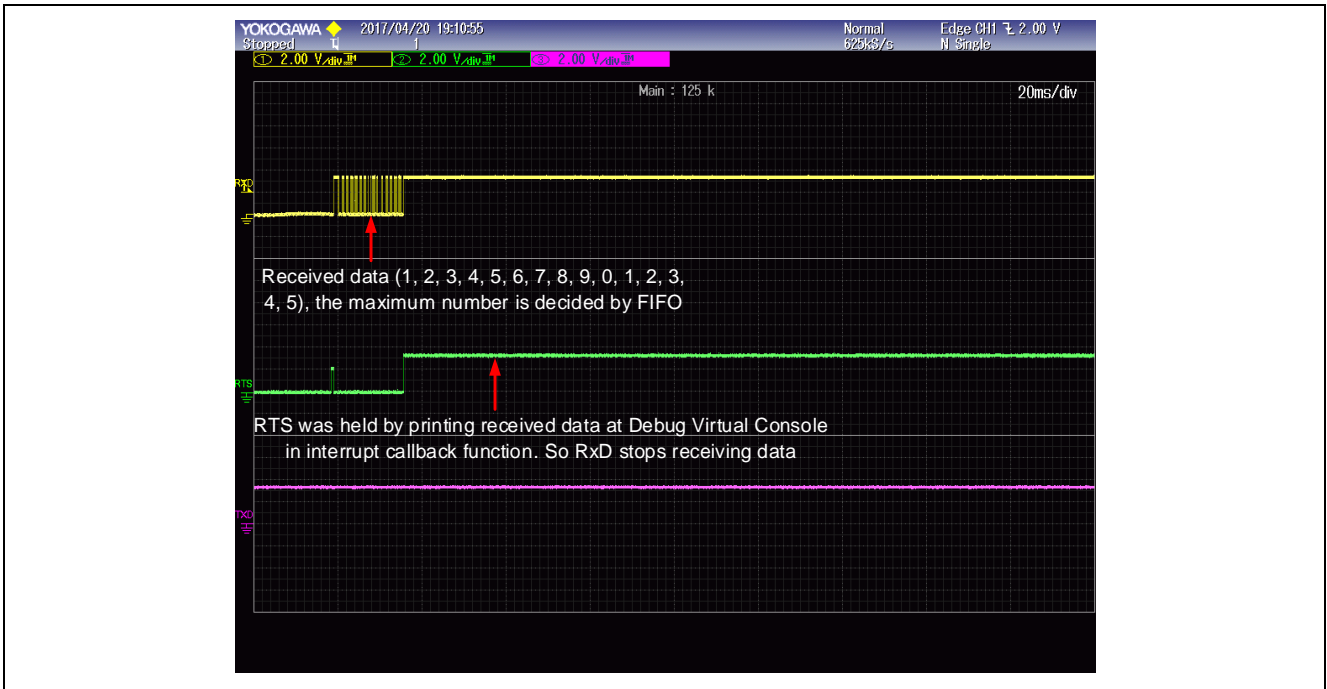 YOKOGAWA 2017/04/20 19:10:55 Normal Edge CH1 2.00 V
Stopped 1 625kS/s N Single
① 2.00 V/div ② 2.00 V/div ③ 2.00 V/div
Main : 125 k 20ms/div
RXD
Received data (1, 2, 3, 4, 5, 6, 7, 8, 9, 0, 1, 2, 3,
4, 5), the maximum number is decided by FIFO
RTS
RTS was held by printing received data at Debug Virtual Console
in interrupt callback function. So RxD stops receiving data
TXD